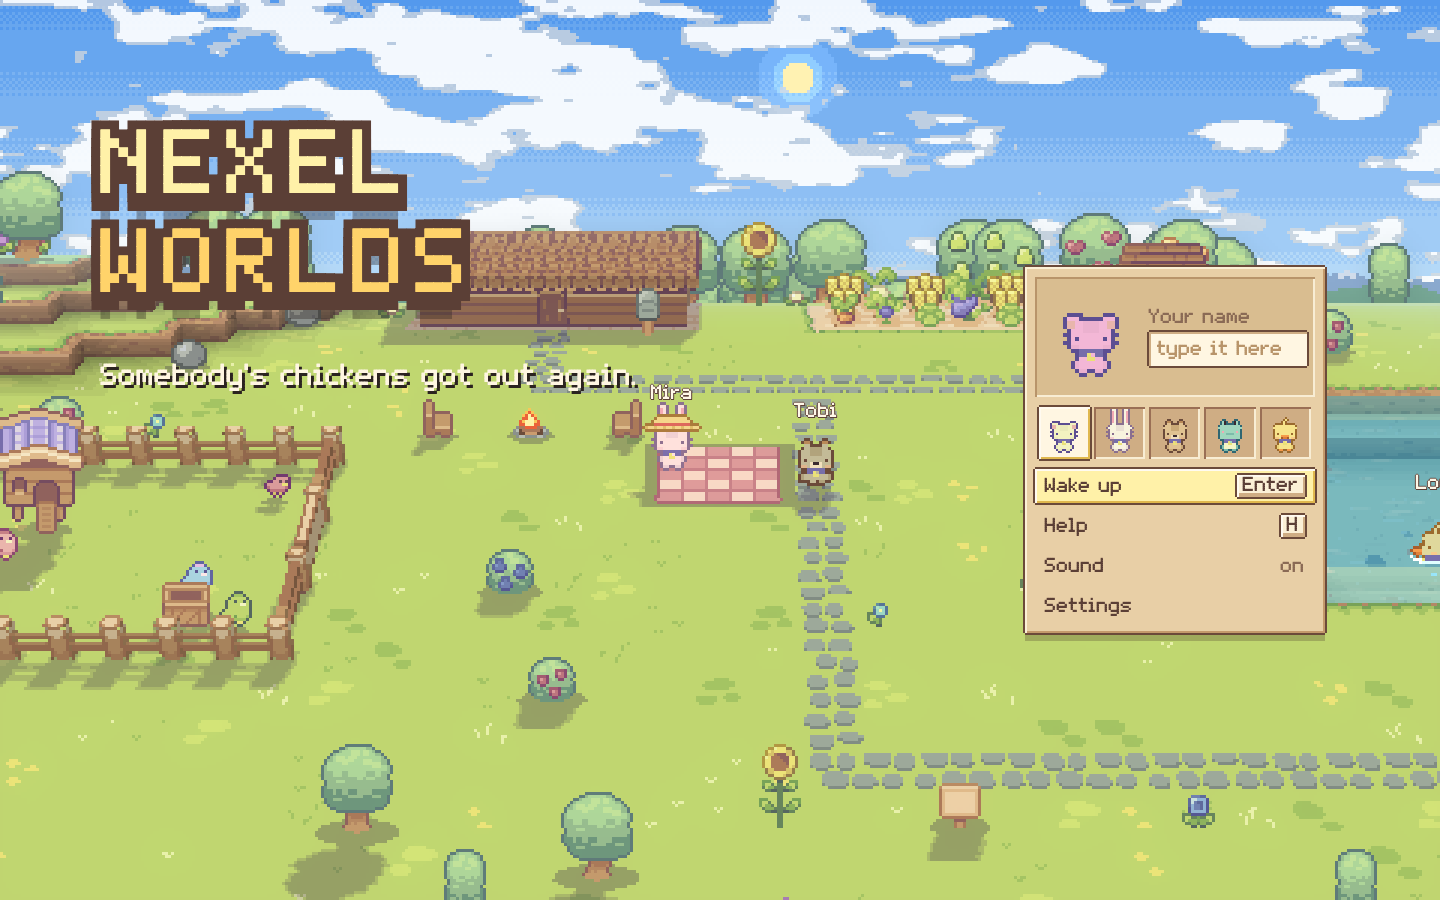 NEXEL
WORLDS
Somebody's chickens got out again.
Mira
Tobi
Your name
type it here
Wake up Enter
Help H
Sound on
Settings
Lo